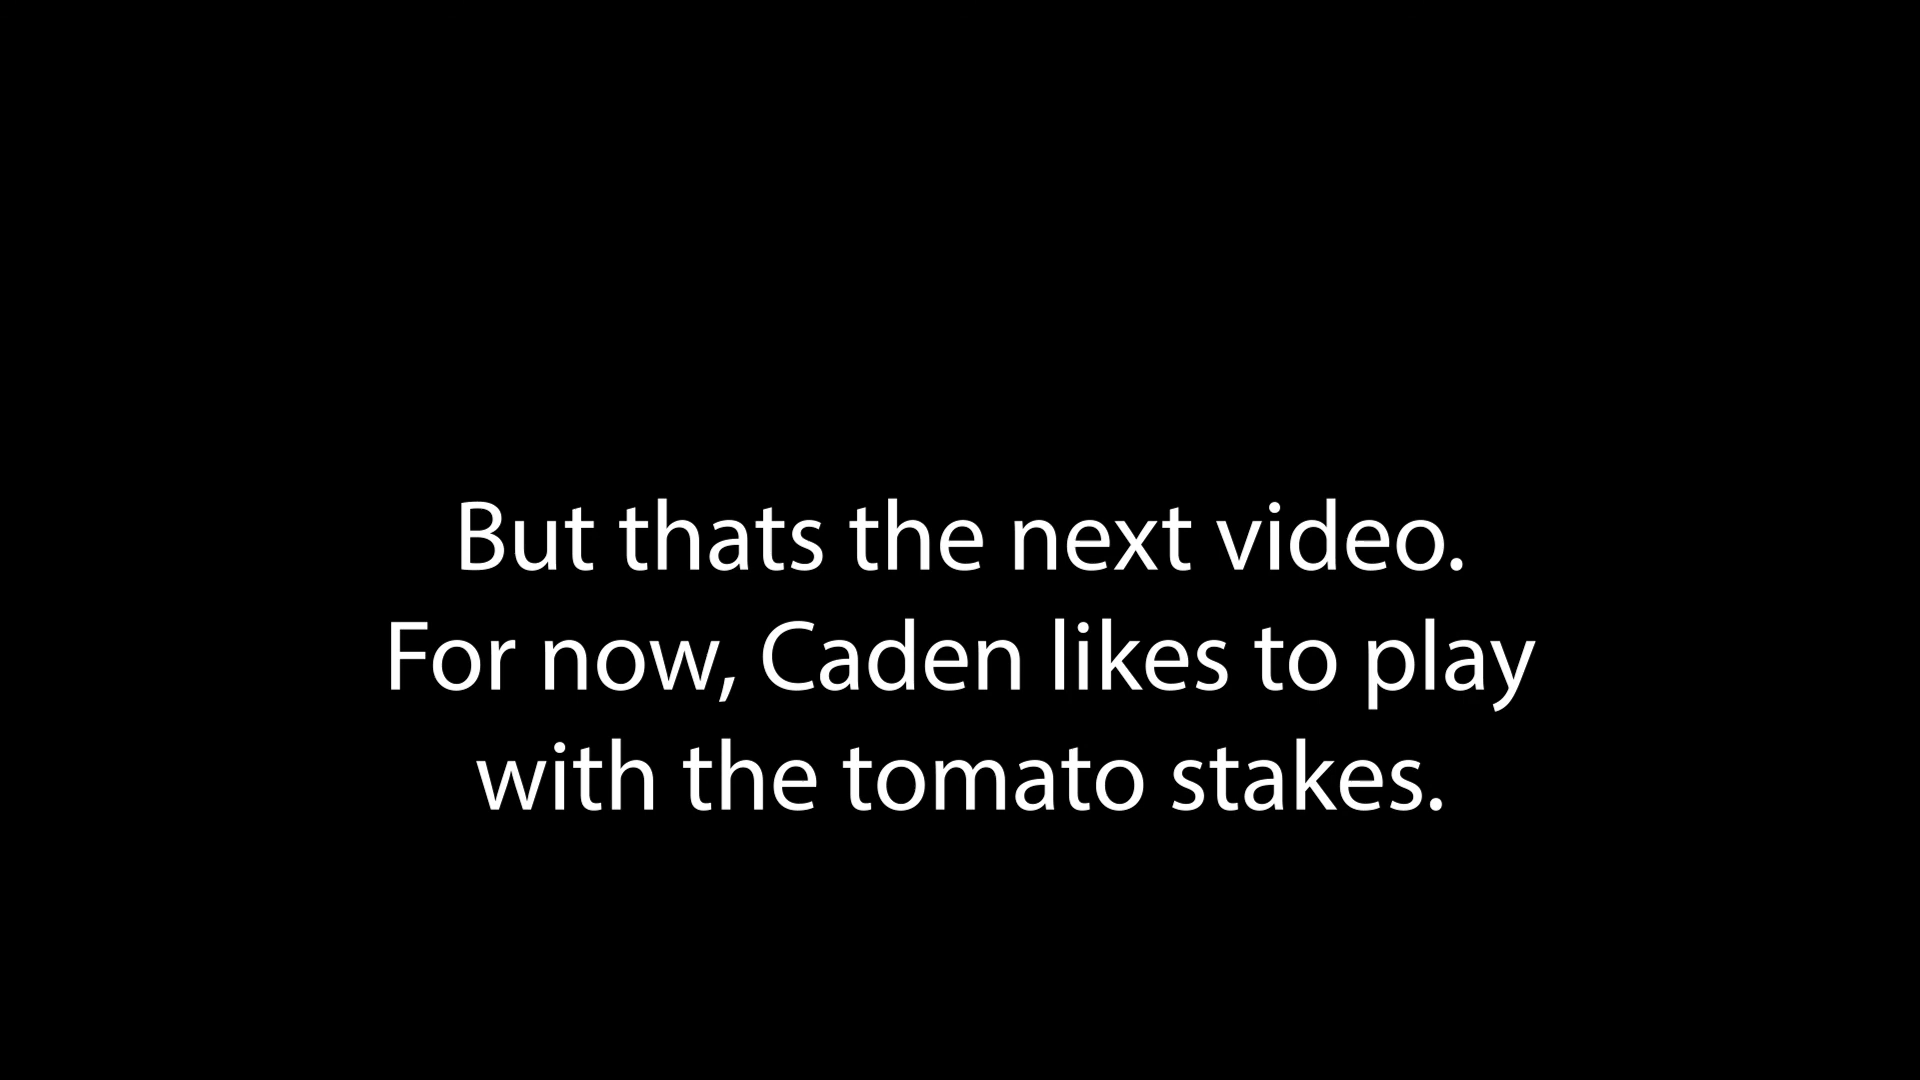 But thats the next video.
For now, Caden likes to play
with the tomato stakes.